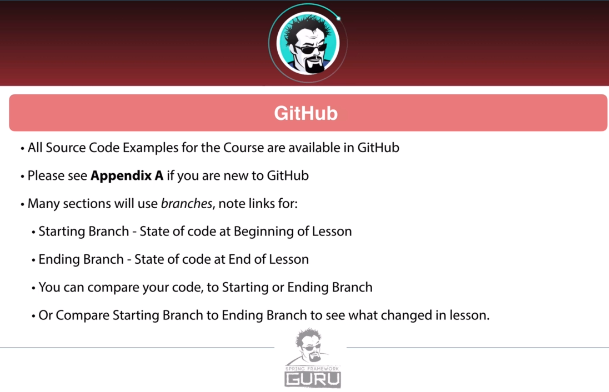 GitHub
• All Source Code Examples for the Course are available in GitHub
• Please see Appendix A if you are new to GitHub
• Many sections will use branches, note links for:
• Starting Branch - State of code at Beginning of Lesson
• Ending Branch - State of code at End of Lesson
• You can compare your code, to Starting or Ending Branch
• Or Compare Starting Branch to Ending Branch to see what changed in lesson.
SPRING FRAMEWORK
GURU